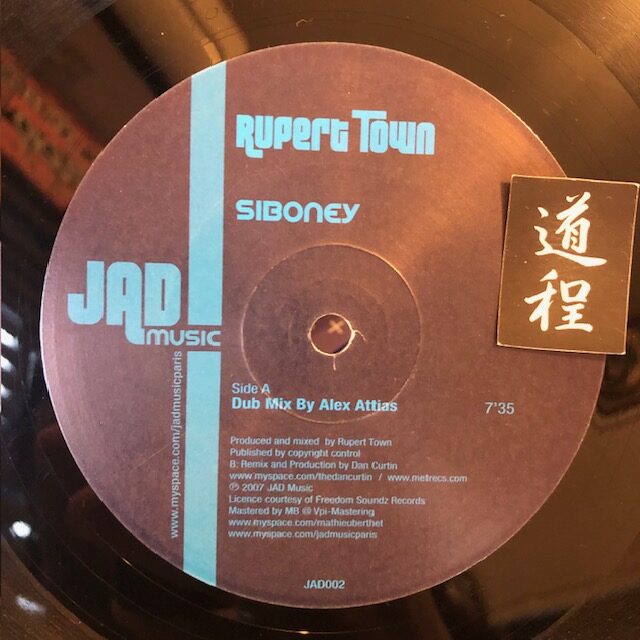 Rupert Town
SIBONEY
JAD
MUSIC
www.myspace.com/jadmusicparis
道程
Side A
Dub Mix By Alex Attias 7'35
Produced and mixed by Rupert Town
Published by copyright control
B: Remix and Production by Dan Curtin
www.myspace.com/thedancurtin / www.metrecs.com
℗ 2007 JAD Music
Licence courtesy of Freedom Soundz Records
Mastered by MB @ Vpi-Mastering
www.myspace.com/mathieuberthet
www.myspace.com/jadmusicparis
JAD002